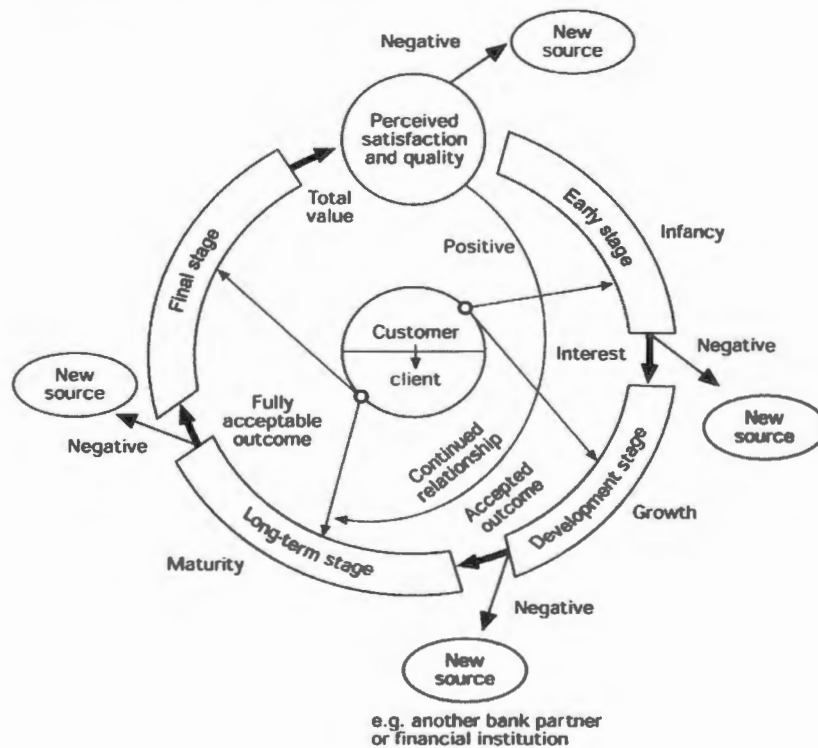 Negative
New
source
Perceived
satisfaction
and quality
Total
value
Early stage
Infancy
Positive
Final stage
Customer
client
Interest
Negative
New
source
New
source
Negative
Fully
acceptable
outcome
Continued
relationship
Accepted
outcome
Development stage
Growth
Long-term stage
Maturity
Negative
New
source
e.g. another bank partner
or financial institution